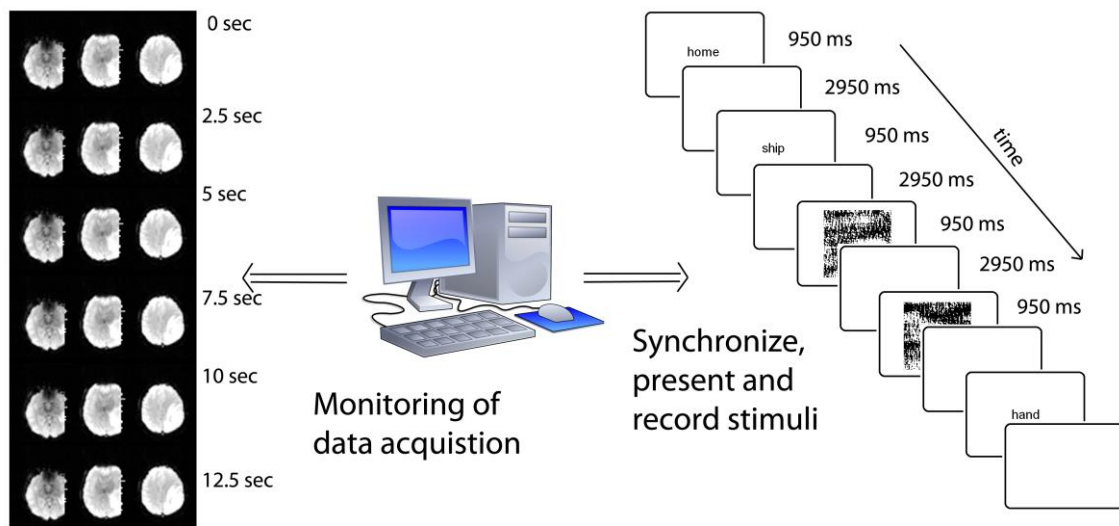 0 sec
2.5 sec
5 sec
7.5 sec
10 sec
12.5 sec
Monitoring of
data acquistion
Synchronize,
present and
record stimuli
home
950 ms
2950 ms
ship
950 ms
2950 ms
950 ms
2950 ms
950 ms
hand
time